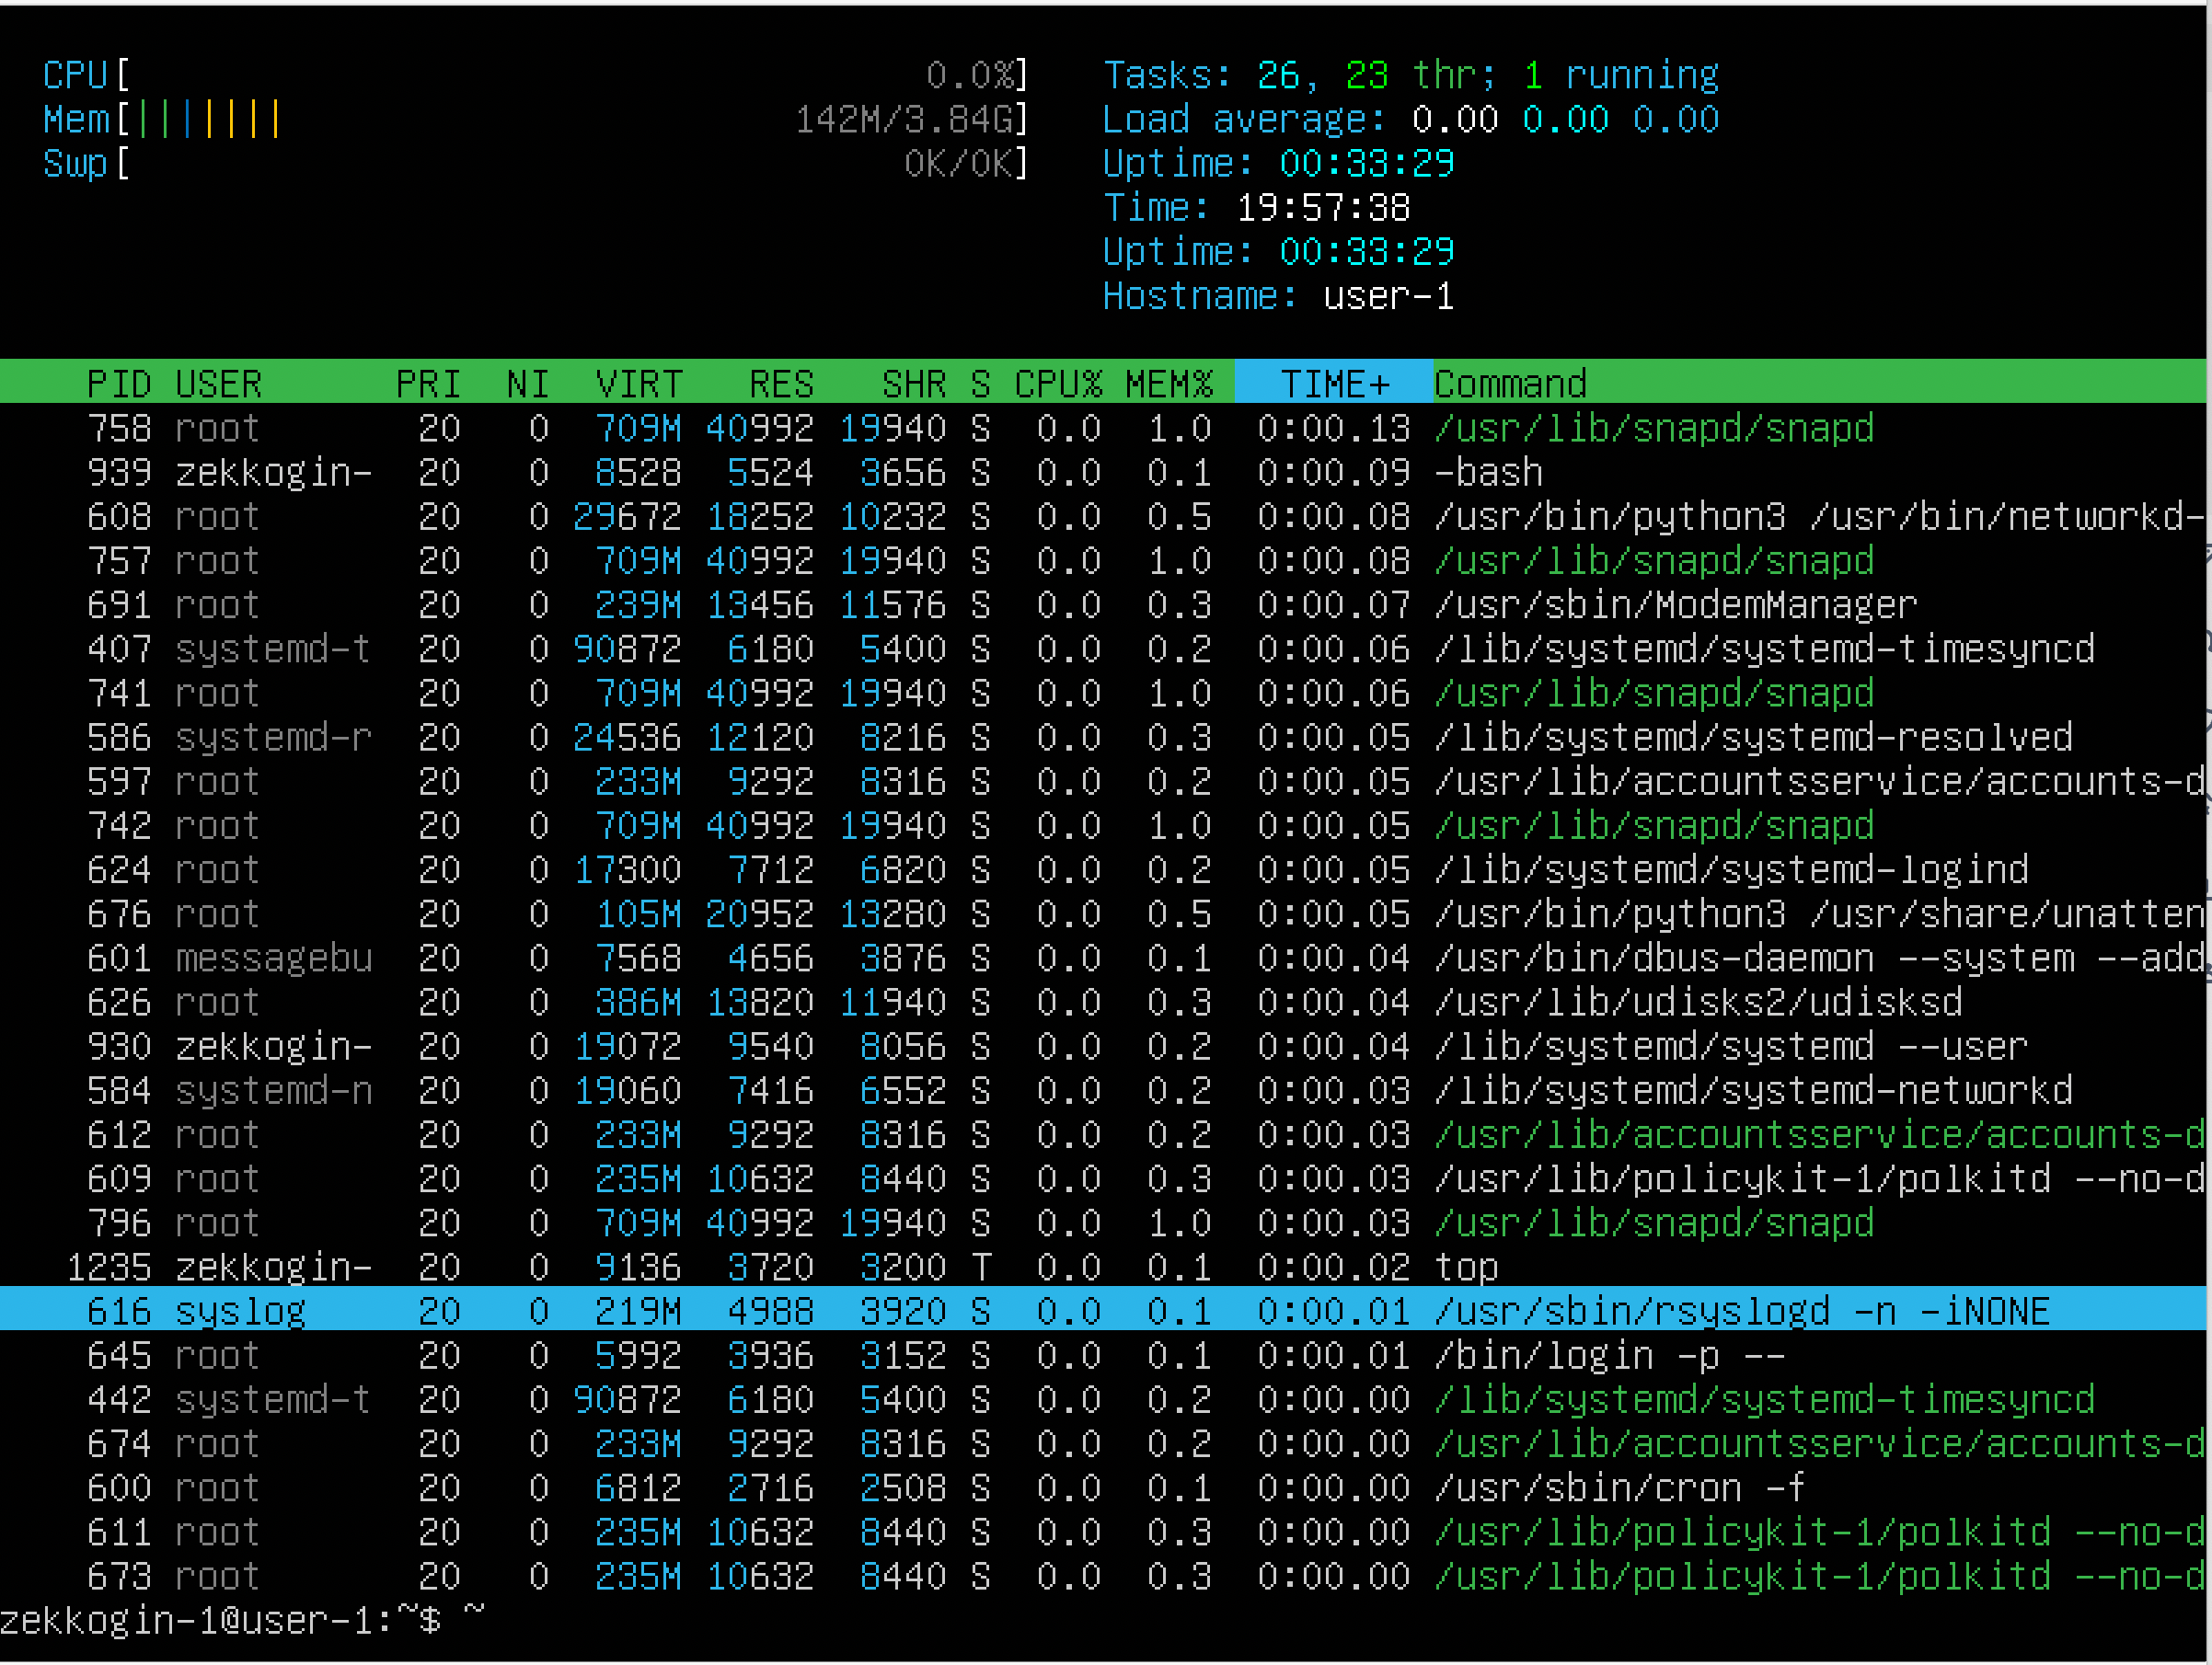 CPU[ 0.0%] Tasks: 26, 23 thr; 1 running
Mem[||||||| 142M/3.84G] Load average: 0.00 0.00 0.00
Swp[ 0K/0K] Uptime: 00:33:29
Time: 19:57:38
Uptime: 00:33:29
Hostname: user-1
PID USER PRI NI VIRT RES SHR S CPU% MEM% TIME+ Command
758 root 20 0 709M 40992 19940 S 0.0 1.0 0:00.13 /usr/lib/snapd/snapd
939 zekkogin- 20 0 8528 5524 3656 S 0.0 0.1 0:00.09 -bash
608 root 20 0 29672 18252 10232 S 0.0 0.5 0:00.08 /usr/bin/python3 /usr/bin/networkd-
757 root 20 0 709M 40992 19940 S 0.0 1.0 0:00.08 /usr/lib/snapd/snapd
691 root 20 0 239M 13456 11576 S 0.0 0.3 0:00.07 /usr/sbin/ModemManager
407 systemd-t 20 0 90872 6180 5400 S 0.0 0.2 0:00.06 /lib/systemd/systemd-timesyncd
741 root 20 0 709M 40992 19940 S 0.0 1.0 0:00.06 /usr/lib/snapd/snapd
586 systemd-r 20 0 24536 12120 8216 S 0.0 0.3 0:00.05 /lib/systemd/systemd-resolved
597 root 20 0 233M 9292 8316 S 0.0 0.2 0:00.05 /usr/lib/accountsservice/accounts-d
742 root 20 0 709M 40992 19940 S 0.0 1.0 0:00.05 /usr/lib/snapd/snapd
624 root 20 0 17300 7712 6820 S 0.0 0.2 0:00.05 /lib/systemd/systemd-logind
676 root 20 0 105M 20952 13280 S 0.0 0.5 0:00.05 /usr/bin/python3 /usr/share/unatten
601 messagebu 20 0 7568 4656 3876 S 0.0 0.1 0:00.04 /usr/bin/dbus-daemon --system --add
626 root 20 0 386M 13820 11940 S 0.0 0.3 0:00.04 /usr/lib/udisks2/udisksd
930 zekkogin- 20 0 19072 9540 8056 S 0.0 0.2 0:00.04 /lib/systemd/systemd --user
584 systemd-n 20 0 19060 7416 6552 S 0.0 0.2 0:00.03 /lib/systemd/systemd-networkd
612 root 20 0 233M 9292 8316 S 0.0 0.2 0:00.03 /usr/lib/accountsservice/accounts-d
609 root 20 0 235M 10632 8440 S 0.0 0.3 0:00.03 /usr/lib/policykit-1/polkitd --no-d
796 root 20 0 709M 40992 19940 S 0.0 1.0 0:00.03 /usr/lib/snapd/snapd
1235 zekkogin- 20 0 9136 3720 3200 T 0.0 0.1 0:00.02 top
616 syslog 20 0 219M 4988 3920 S 0.0 0.1 0:00.01 /usr/sbin/rsyslogd -n -iNONE
645 root 20 0 5992 3936 3152 S 0.0 0.1 0:00.01 /bin/login -p --
442 systemd-t 20 0 90872 6180 5400 S 0.0 0.2 0:00.00 /lib/systemd/systemd-timesyncd
674 root 20 0 233M 9292 8316 S 0.0 0.2 0:00.00 /usr/lib/accountsservice/accounts-d
600 root 20 0 6812 2716 2508 S 0.0 0.1 0:00.00 /usr/sbin/cron -f
611 root 20 0 235M 10632 8440 S 0.0 0.3 0:00.00 /usr/lib/policykit-1/polkitd --no-d
673 root 20 0 235M 10632 8440 S 0.0 0.3 0:00.00 /usr/lib/policykit-1/polkitd --no-d
zekkogin-1@user-1:~$ ~